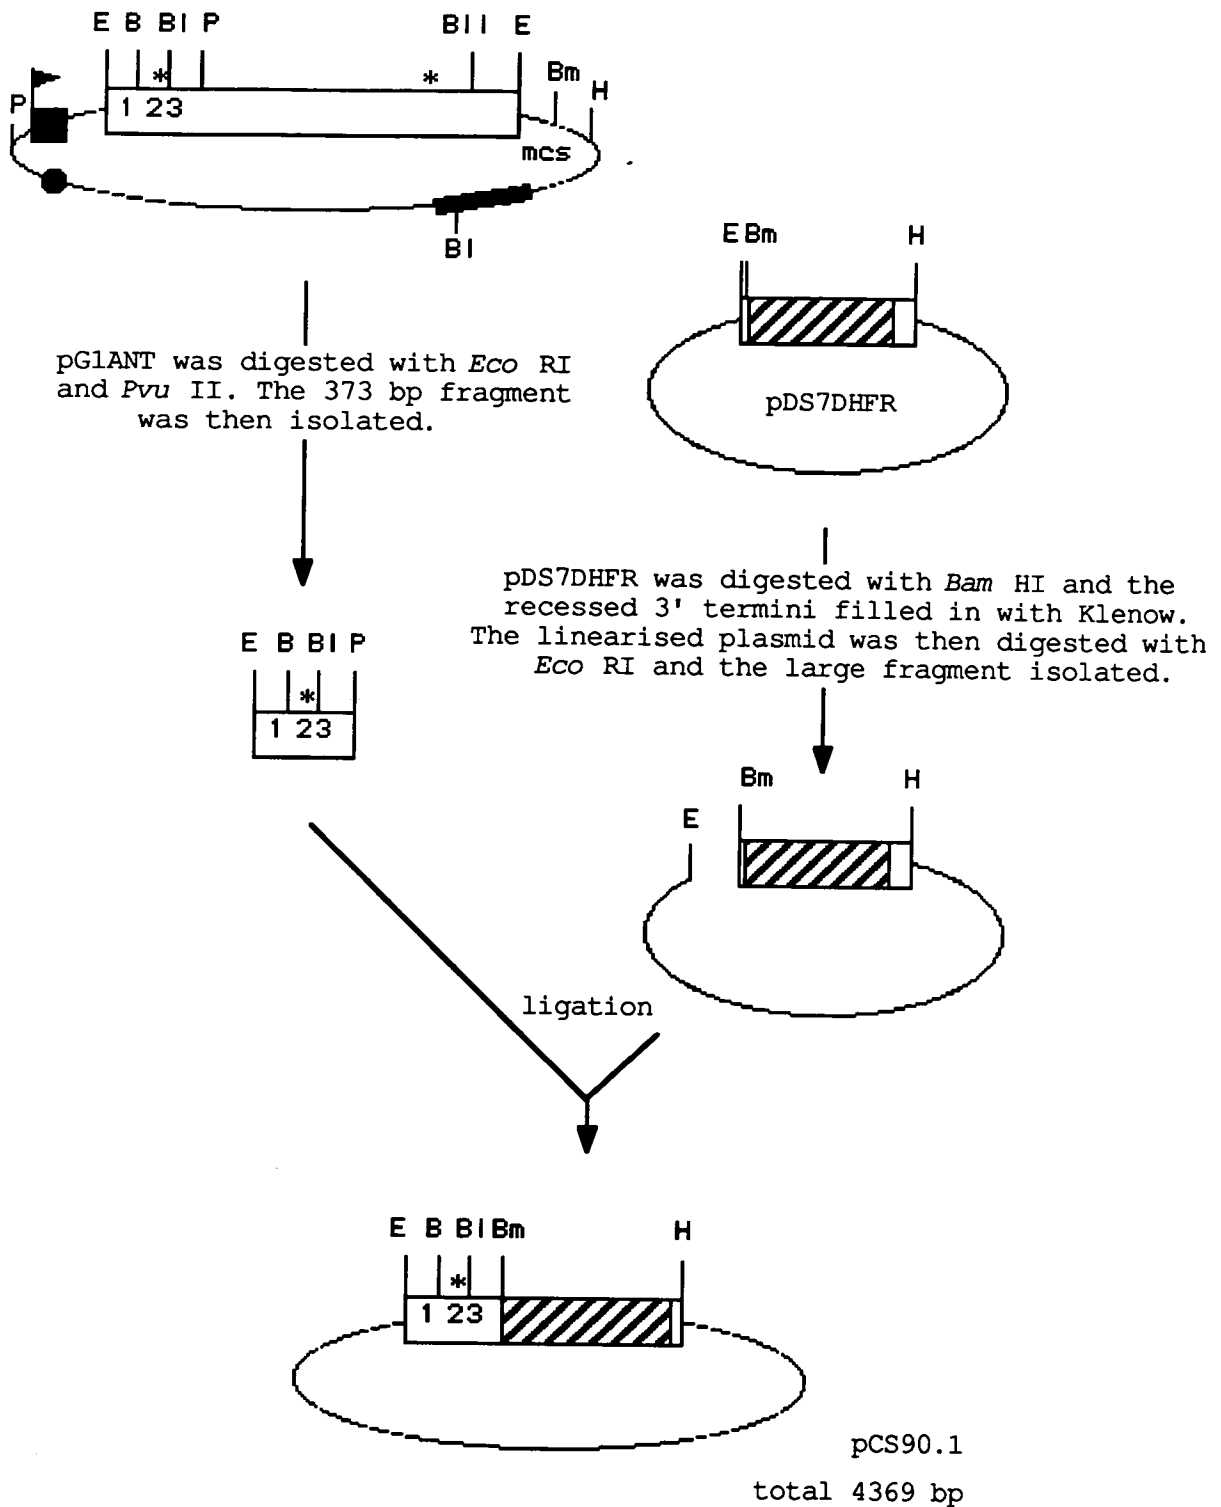 E B BI P BII E
* *
Bm
H
P
1 23
mcs
BI
E Bm H
pG1ANT was digested with Eco RI
and Pvu II. The 373 bp fragment
was then isolated.
pDS7DHFR
pDS7DHFR was digested with Bam HI and the
recessed 3' termini filled in with Klenow.
The linearised plasmid was then digested with
Eco RI and the large fragment isolated.
E B BI P
*
1 23
Bm H
E
ligation
E B BI Bm H
*
1 23
pCS90.1
total 4369 bp